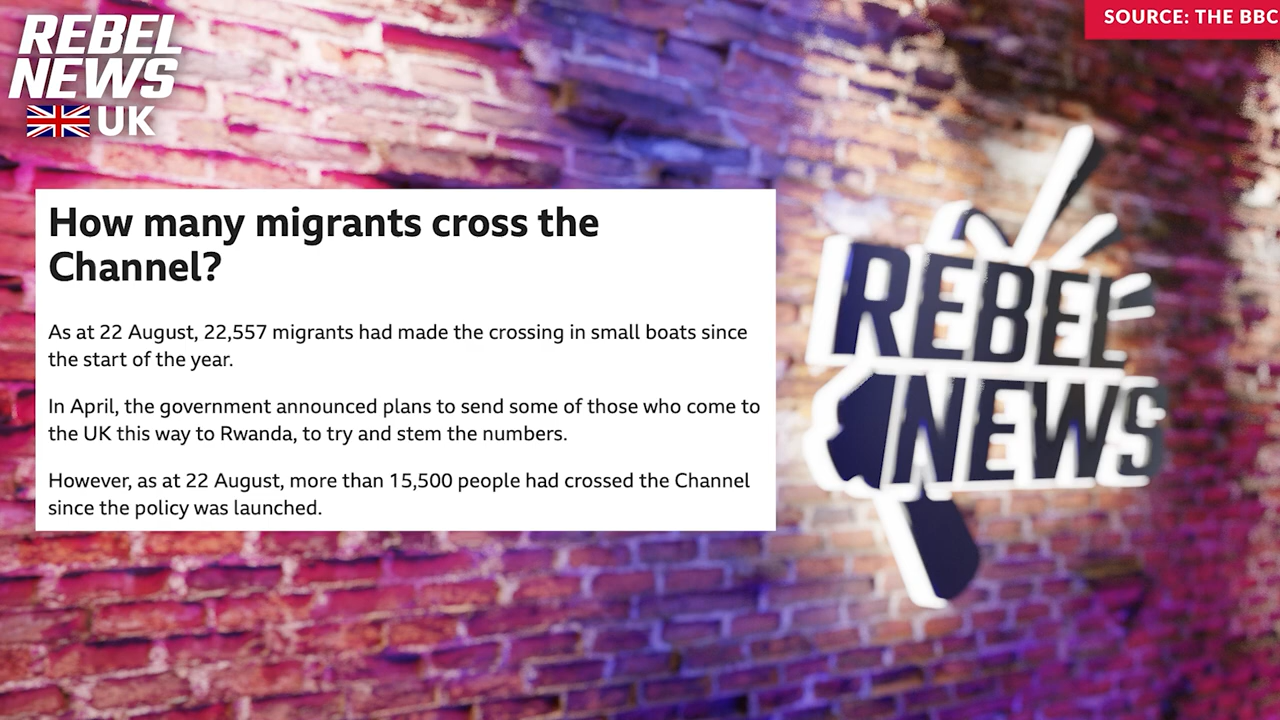 REBEL
NEWS
UK
SOURCE: THE BBC
How many migrants cross the
Channel?
As at 22 August, 22,557 migrants had made the crossing in small boats since
the start of the year.
In April, the government announced plans to send some of those who come to
the UK this way to Rwanda, to try and stem the numbers.
However, as at 22 August, more than 15,500 people had crossed the Channel
since the policy was launched.
REBEL
NEWS